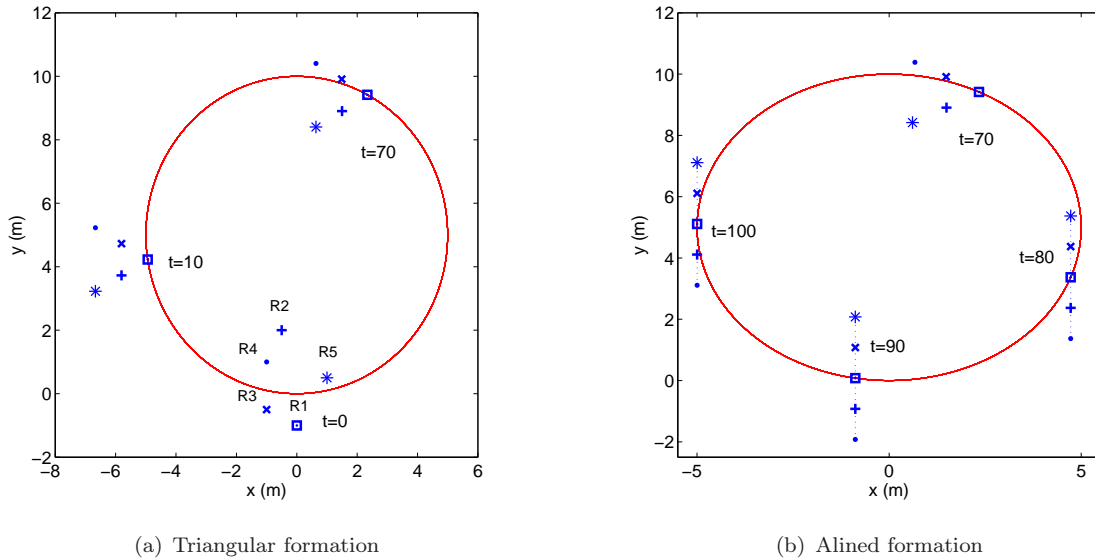 12
10
8
6
4
2
0
−2
−8
−6
−4
−2
0
2
4
6
x (m)
y (m)
t=70
t=10
R2
R4
R5
R3
R1
t=0
(a) Triangular formation
12
10
8
6
4
2
0
−2
−5
0
5
x (m)
y (m)
t=70
t=100
t=80
t=90
(b) Alined formation